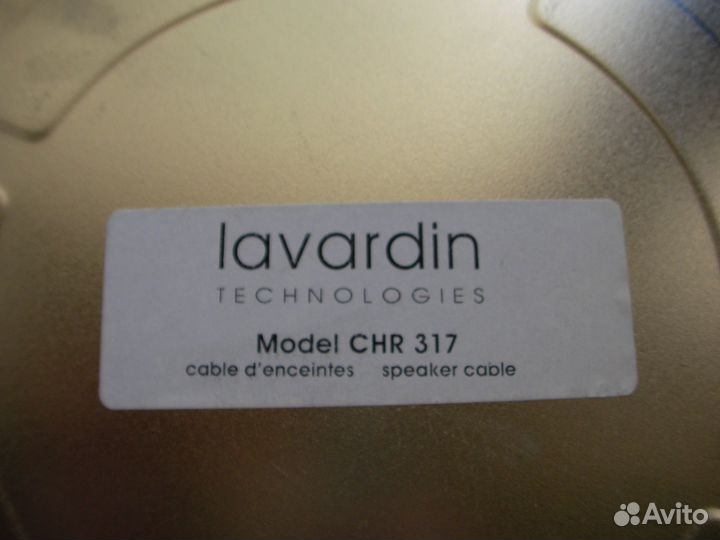 lavardin
TECHNOLOGIES
Model CHR 317
cable d'enceintes speaker cable
Avito